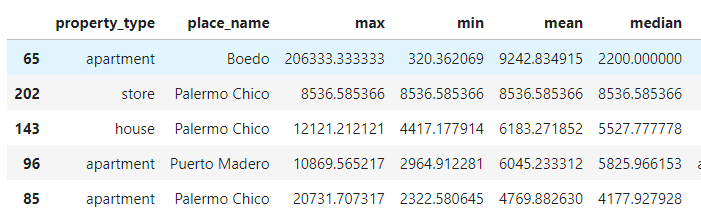 property_type place_name max min mean median
65 apartment Boedo 206333.333333 320.362069 9242.834915 2200.000000
202 store Palermo Chico 8536.585366 8536.585366 8536.585366 8536.585366
143 house Palermo Chico 12121.212121 4417.177914 6183.271852 5527.777778
96 apartment Puerto Madero 10869.565217 2964.912281 6045.233312 5825.966153
85 apartment Palermo Chico 20731.707317 2322.580645 4769.882630 4177.927928